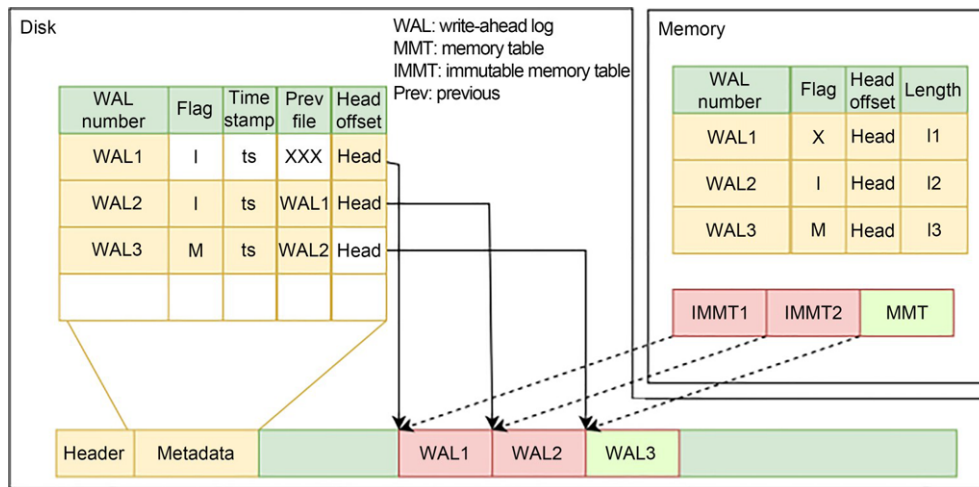 Disk
WAL: write-ahead log
MMT: memory table
IMMT: immutable memory table
Prev: previous
WAL number Flag Time stamp Prev file Head offset
WAL1 I ts XXX Head
WAL2 I ts WAL1 Head
WAL3 M ts WAL2 Head
Memory
WAL number Flag Head offset Length
WAL1 X Head l1
WAL2 I Head l2
WAL3 M Head l3
IMMT1 IMMT2 MMT
Header Metadata WAL1 WAL2 WAL3